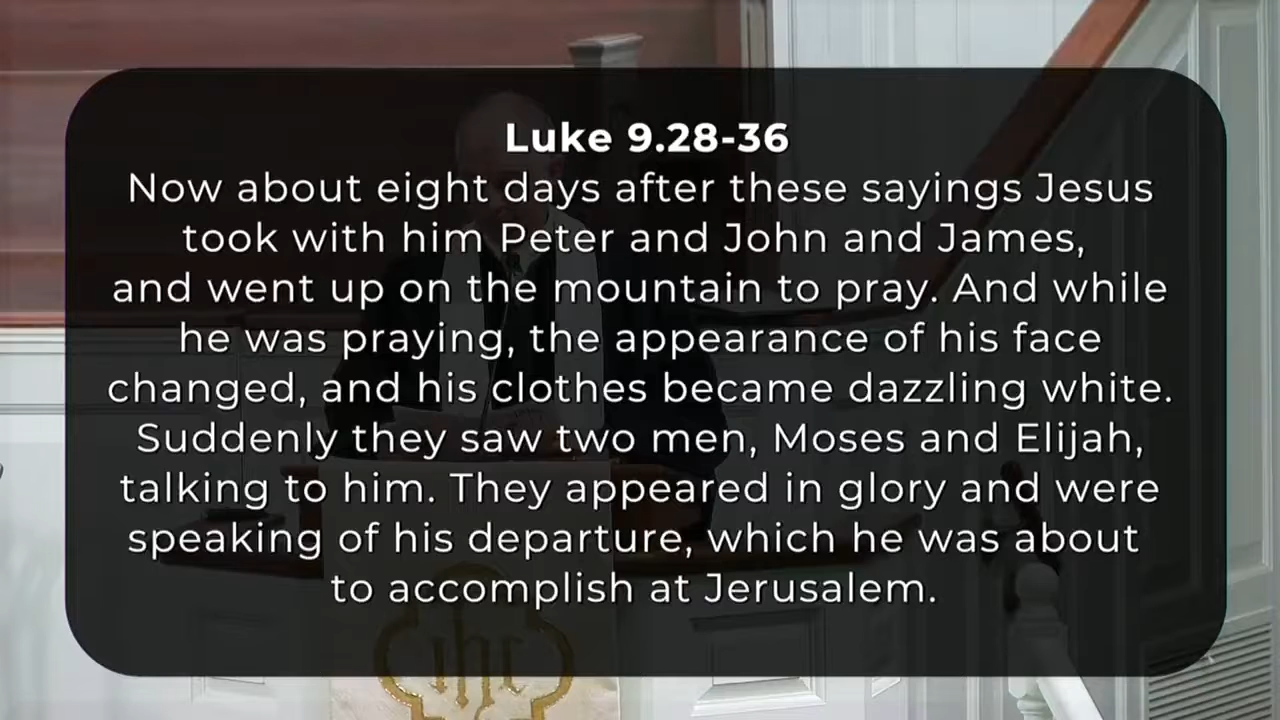 Luke 9.28-36
Now about eight days after these sayings Jesus
took with him Peter and John and James,
and went up on the mountain to pray. And while
he was praying, the appearance of his face
changed, and his clothes became dazzling white.
Suddenly they saw two men, Moses and Elijah,
talking to him. They appeared in glory and were
speaking of his departure, which he was about
to accomplish at Jerusalem.
ihc